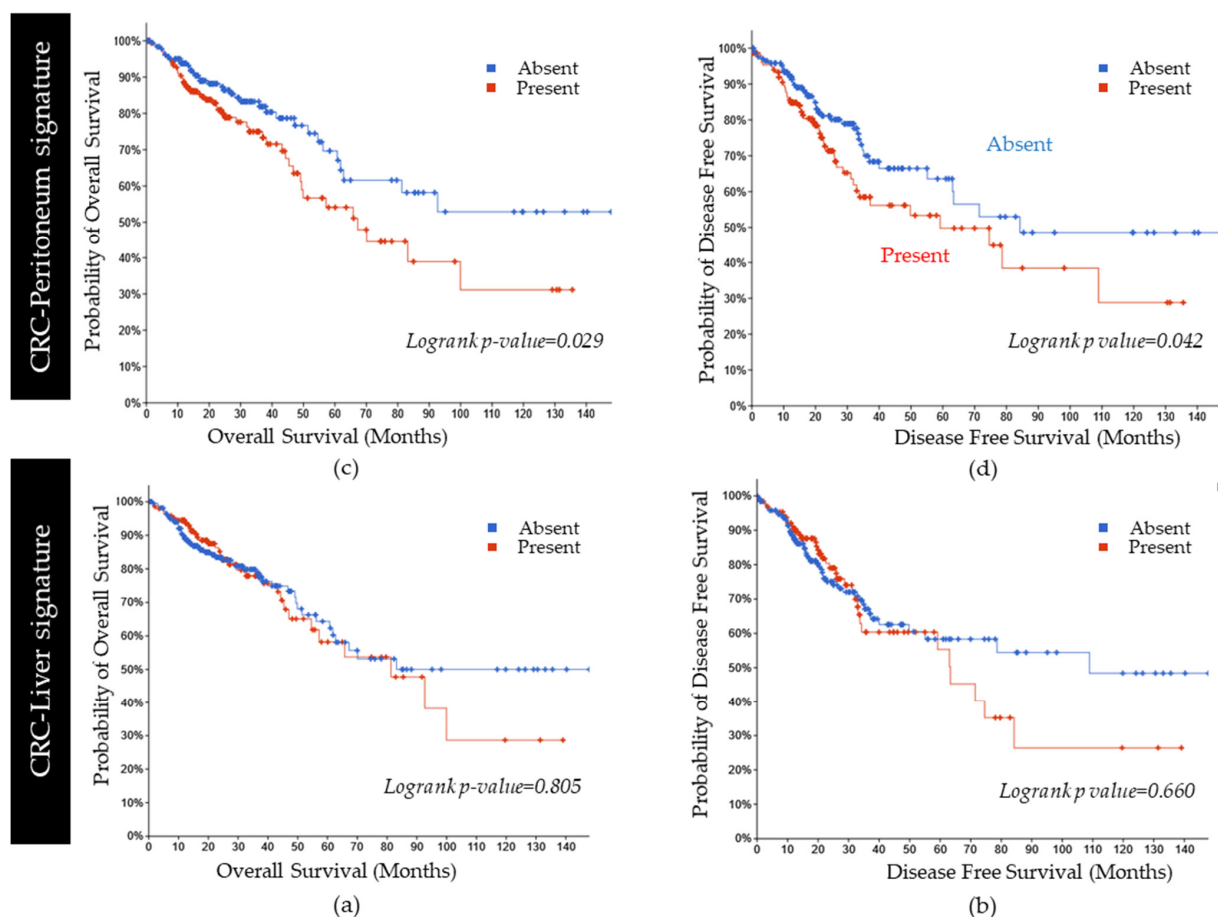 CRC-Peritoneum signature
Probability of Overall Survival
100%
90%
80%
70%
60%
50%
40%
30%
20%
10%
0%
Absent
Present
Logrank p-value=0.029
0 10 20 30 40 50 60 70 80 90 100 110 120 130 140
Overall Survival (Months)
(c)
Probability of Disease Free Survival
100%
90%
80%
70%
60%
50%
40%
30%
20%
10%
0%
Absent
Present
Absent
Present
Logrank p value=0.042
0 10 20 30 40 50 60 70 80 90 100 110 120 130 140
Disease Free Survival (Months)
(d)
CRC-Liver signature
Probability of Overall Survival
100%
90%
80%
70%
60%
50%
40%
30%
20%
10%
0%
Absent
Present
Logrank p-value=0.805
0 10 20 30 40 50 60 70 80 90 100 110 120 130 140
Overall Survival (Months)
(a)
Probability of Disease Free Survival
100%
90%
80%
70%
60%
50%
40%
30%
20%
10%
0%
Absent
Present
Logrank p value=0.660
0 10 20 30 40 50 60 70 80 90 100 110 120 130 140
Disease Free Survival (Months)
(b)